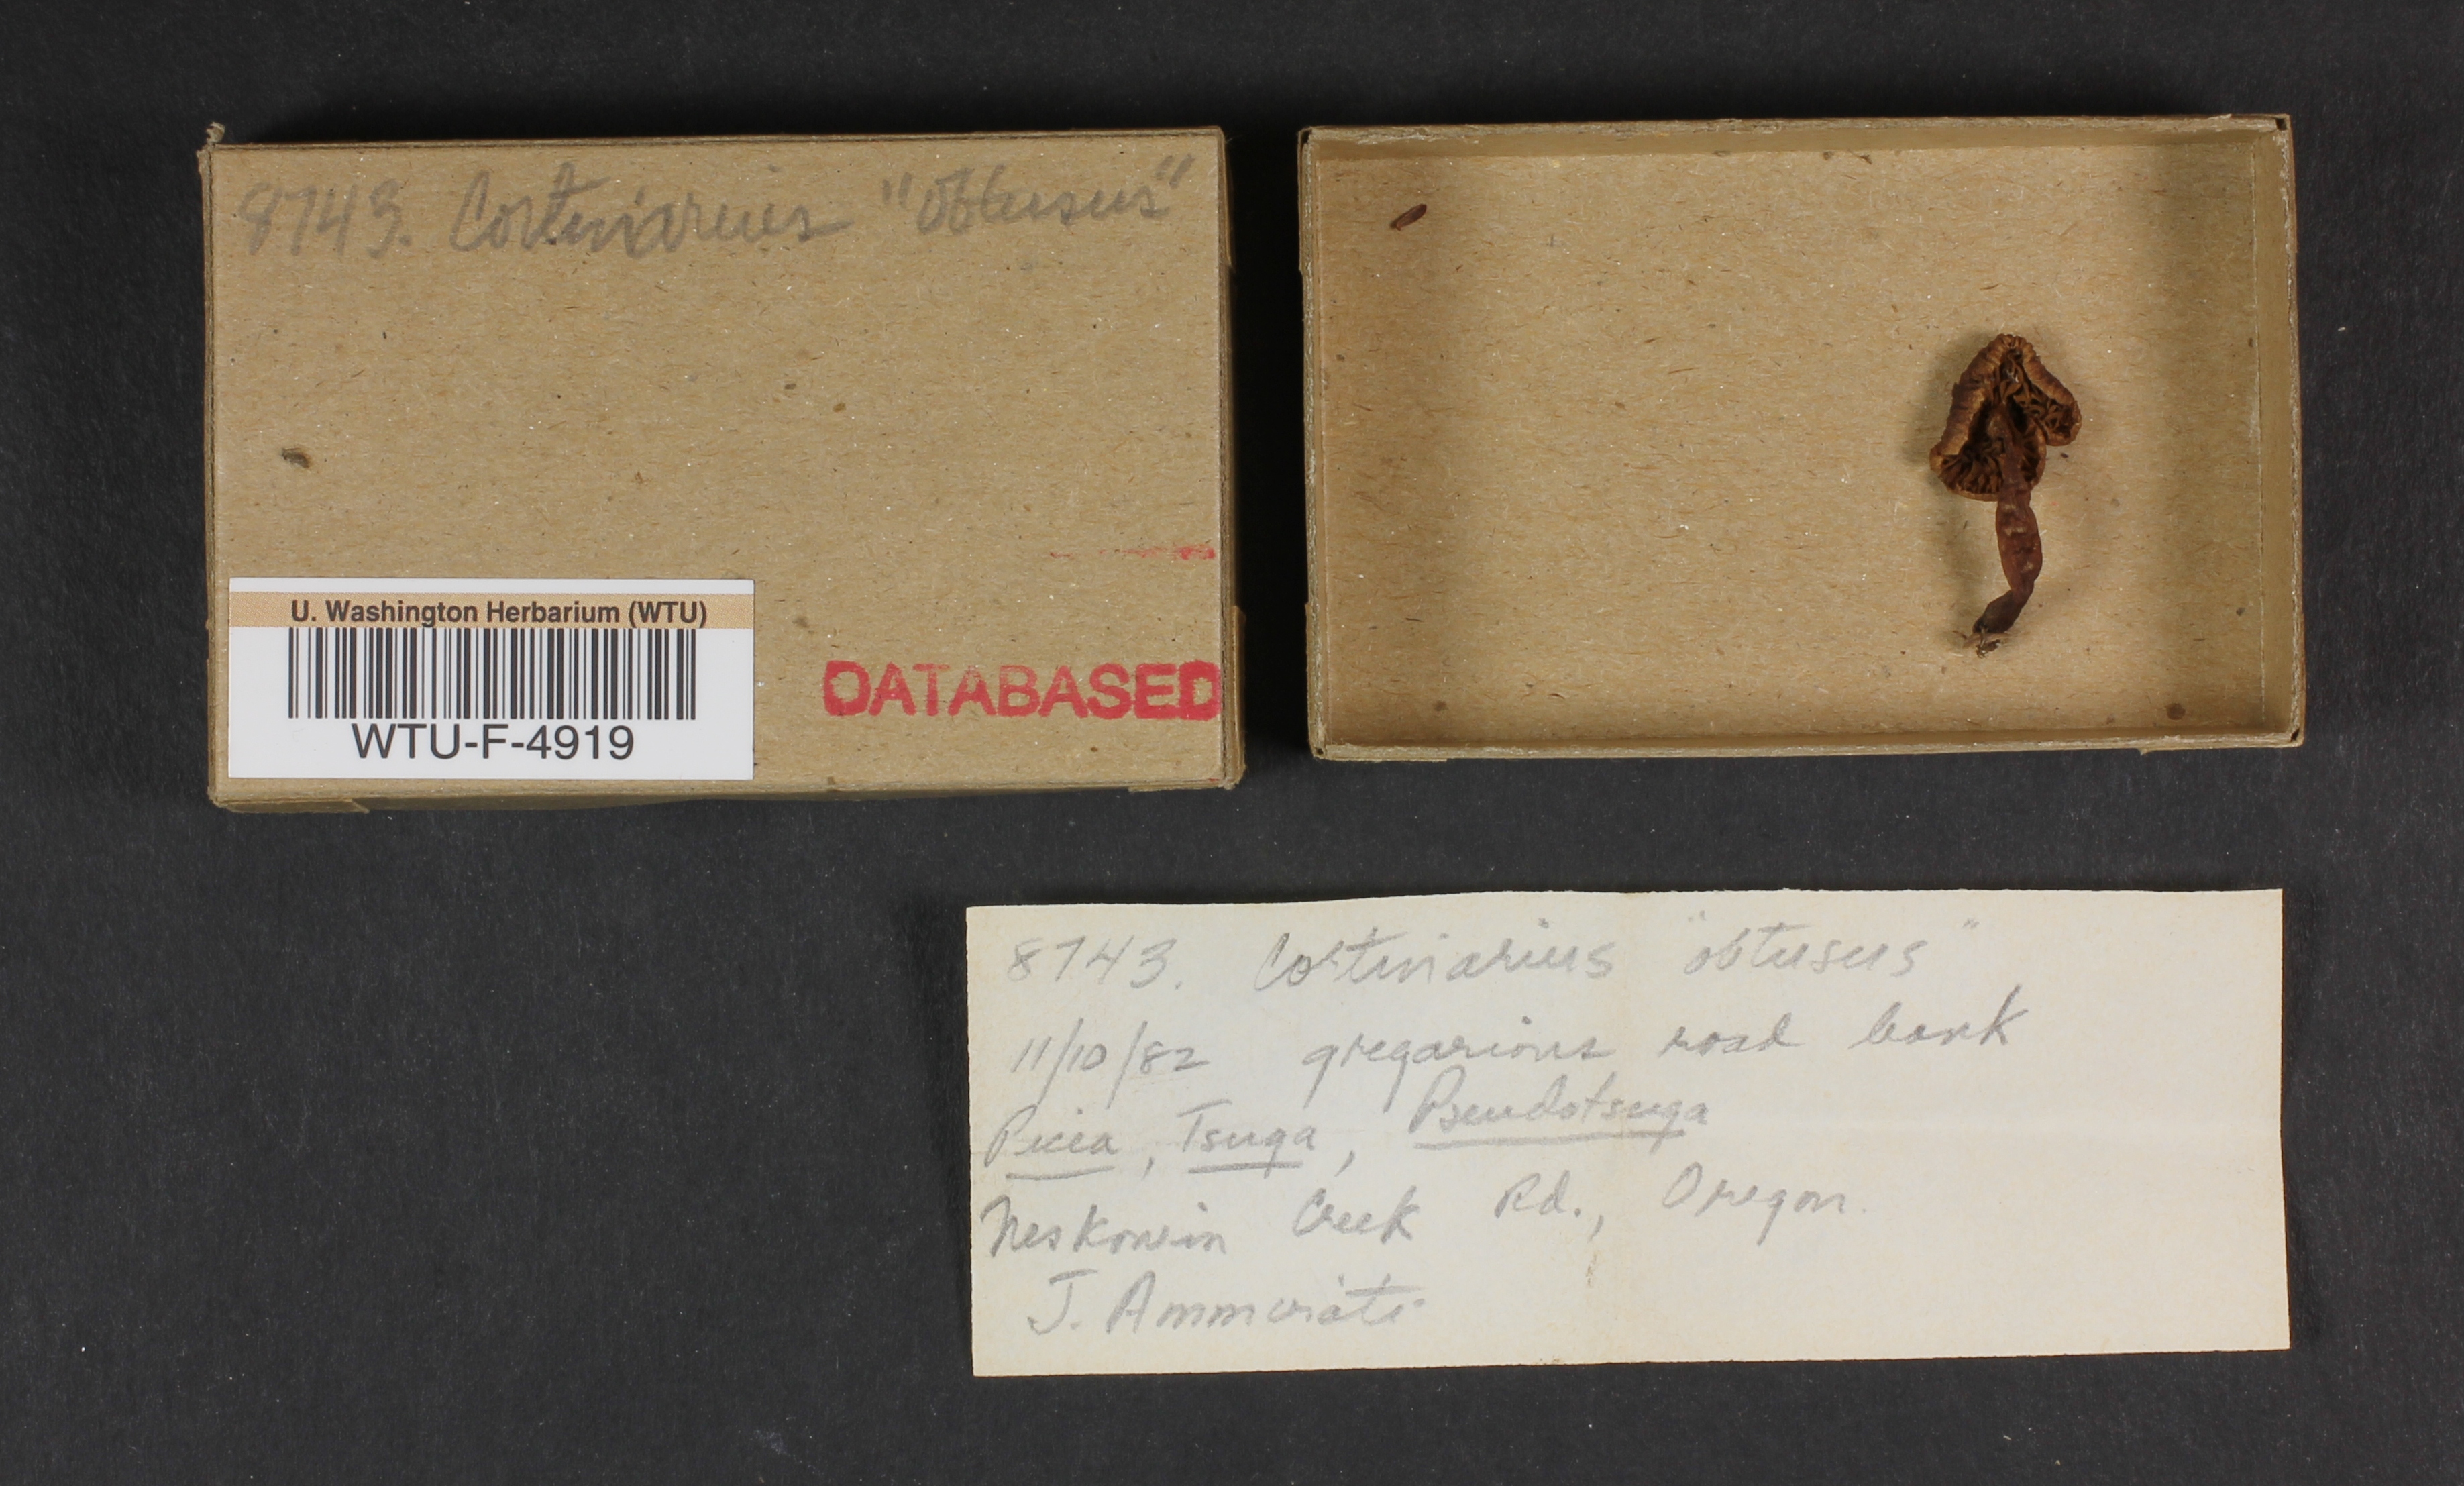 8743. Cortinarius "obtusus"
U. Washington Herbarium (WTU)
WTU-F-4919
DATABASED
8743. Cortinarius "obtusus"
11/10/82 gregarious road bank
Picea, Tsuga, Pseudotsuga
Neskowin Creek Rd., Oregon.
J. Ammirati